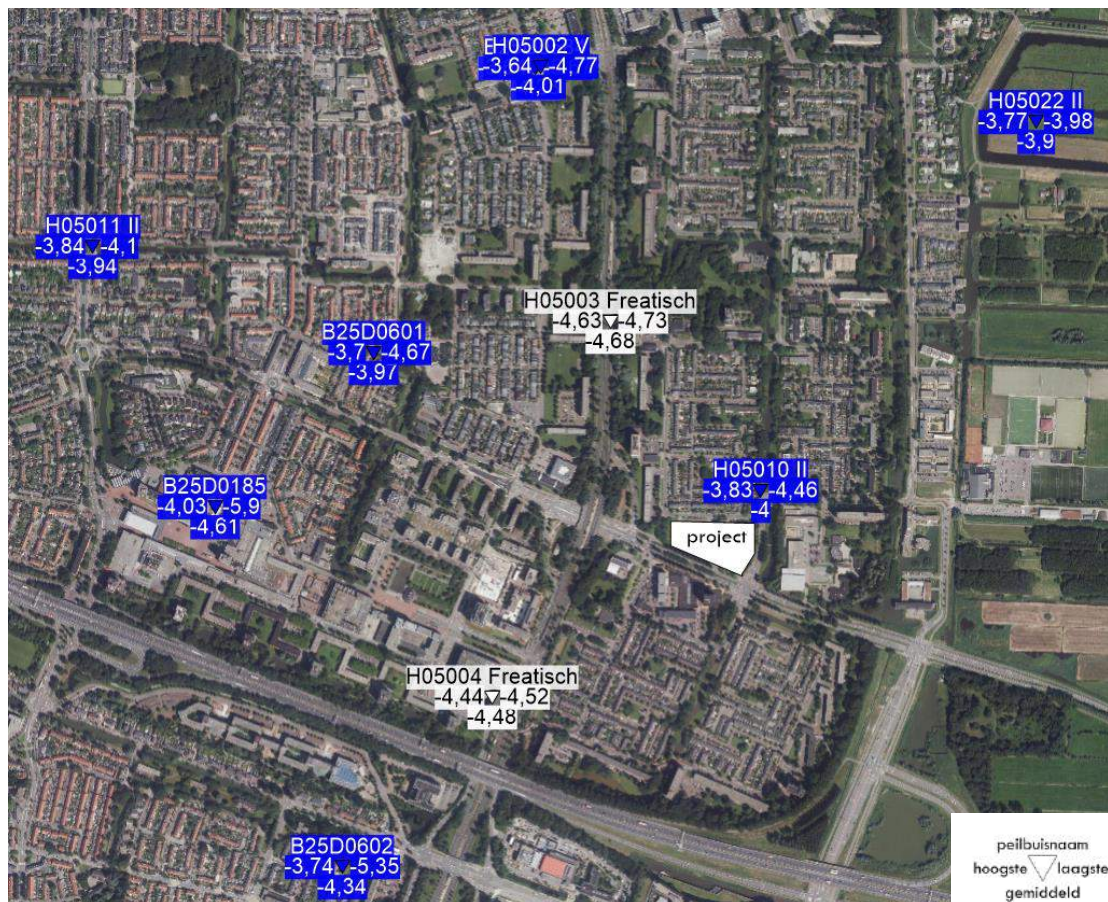 H05002 V
-3,64 -4,77
-4,01
H05022 II
-3,77 -3,98
-3,9
H05011 II
-3,84 -4,1
-3,94
H05003 Freatisch
-4,63 -4,73
-4,68
B25D0601
-3,7 -4,67
-3,97
H05010 II
-3,83 -4,46
-4
B25D0185
-4,03 -5,9
-4,61
project
H05004 Freatisch
-4,44 -4,52
-4,48
B25D0602
-3,74 -5,35
-4,34
peilbuisnaam
hoogste laagste
gemiddeld